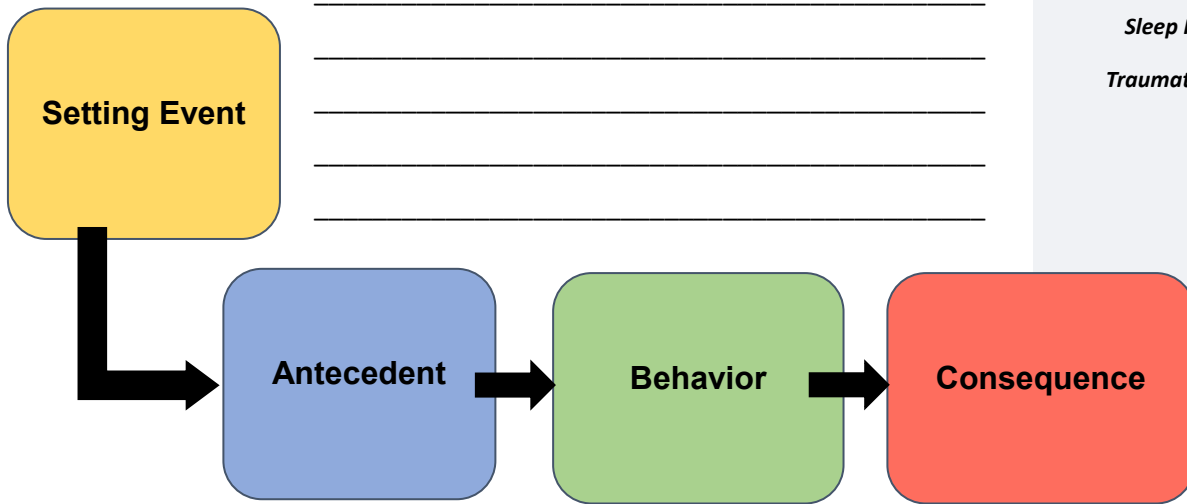 Sleep
Traumat
Setting Event
Antecedent
Behavior
Consequence